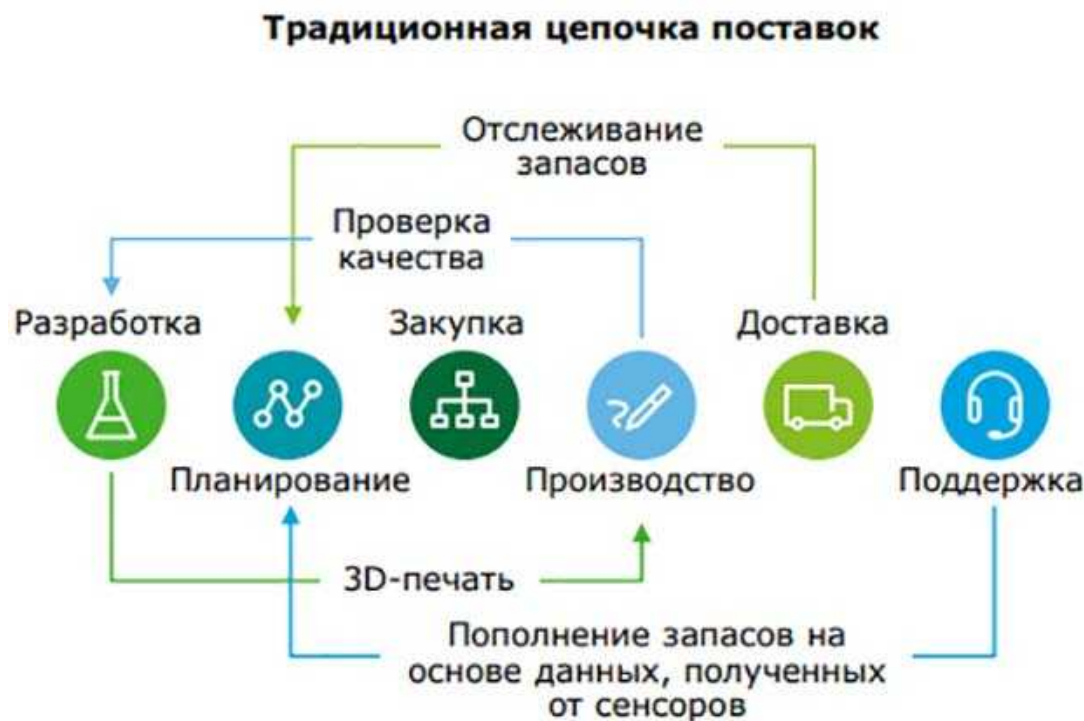 Традиционная цепочка поставок
Отслеживание
запасов
Проверка
качества
Разработка
Закупка
Доставка
Планирование
Производство
Поддержка
3D-печать
Пополнение запасов на
основе данных, полученных
от сенсоров